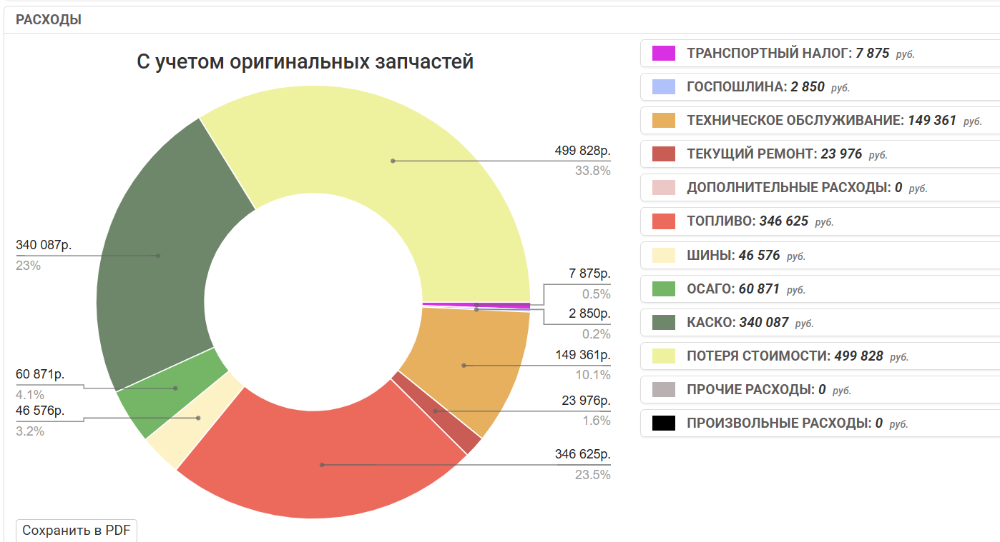 РАСХОДЫ
С учетом оригинальных запчастей
499 828р.
33.8%
340 087р.
23%
7 875р.
0.5%
2 850р.
0.2%
149 361р.
10.1%
60 871р.
4.1%
23 976р.
1.6%
46 576р.
3.2%
346 625р.
23.5%
Сохранить в PDF
ТРАНСПОРТНЫЙ НАЛОГ: 7 875 руб.
ГОСПОШЛИНА: 2 850 руб.
ТЕХНИЧЕСКОЕ ОБСЛУЖИВАНИЕ: 149 361 руб.
ТЕКУЩИЙ РЕМОНТ: 23 976 руб.
ДОПОЛНИТЕЛЬНЫЕ РАСХОДЫ: 0 руб.
ТОПЛИВО: 346 625 руб.
ШИНЫ: 46 576 руб.
ОСАГО: 60 871 руб.
КАСКО: 340 087 руб.
ПОТЕРЯ СТОИМОСТИ: 499 828 руб.
ПРОЧИЕ РАСХОДЫ: 0 руб.
ПРОИЗВОЛЬНЫЕ РАСХОДЫ: 0 руб.